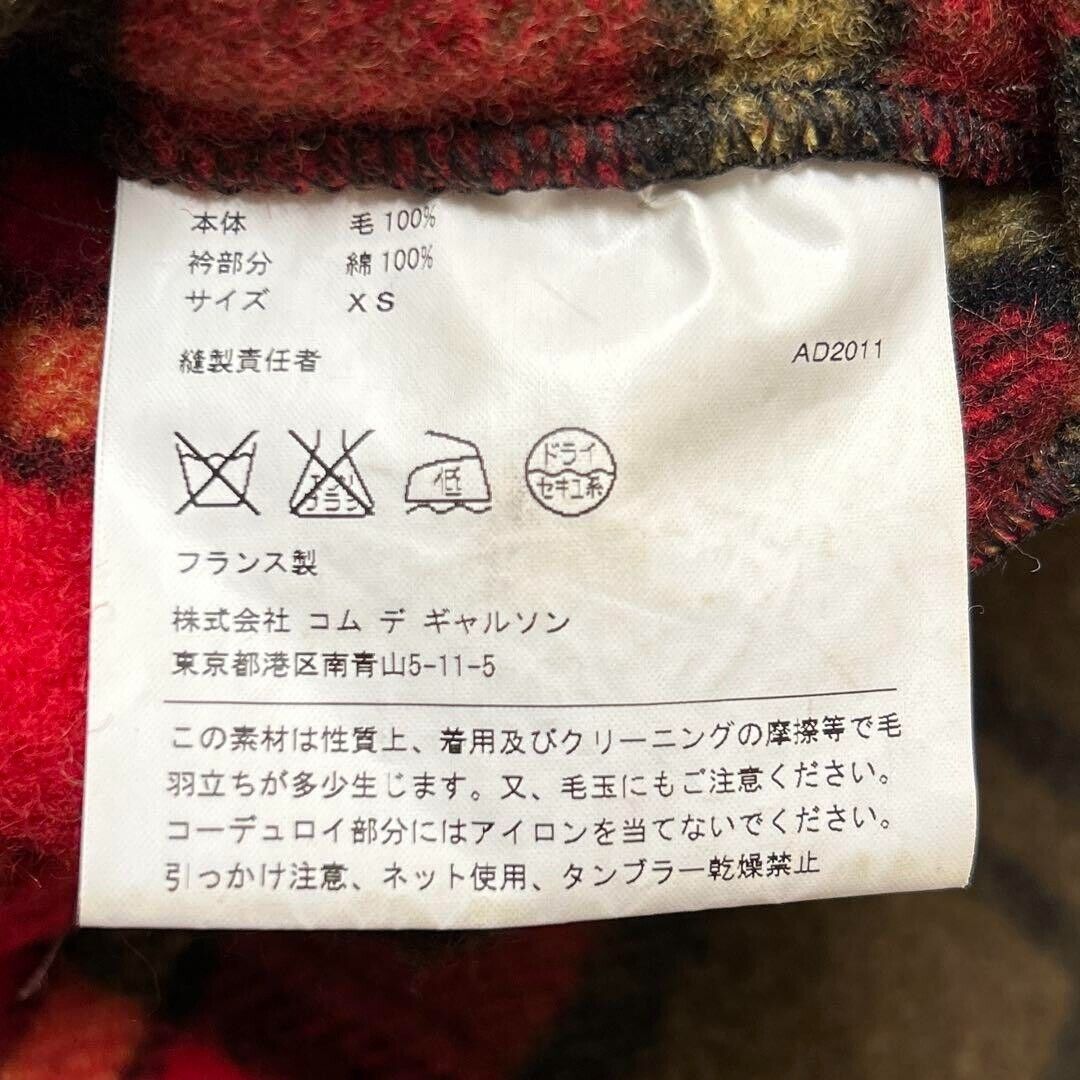 本体 毛 100%
衿部分 綿 100%
サイズ XS
縫製責任者 AD2011
エンソ
サラシ
低
ドライ
セキユ系
フランス製
株式会社 コム デ ギャルソン
東京都港区南青山5-11-5
この素材は性質上、着用及びクリーニングの摩擦等で毛
羽立ちが多少生じます。又、毛玉にもご注意ください。
コーデュロイ部分にはアイロンを当てないでください。
引っかけ注意、ネット使用、タンブラー乾燥禁止